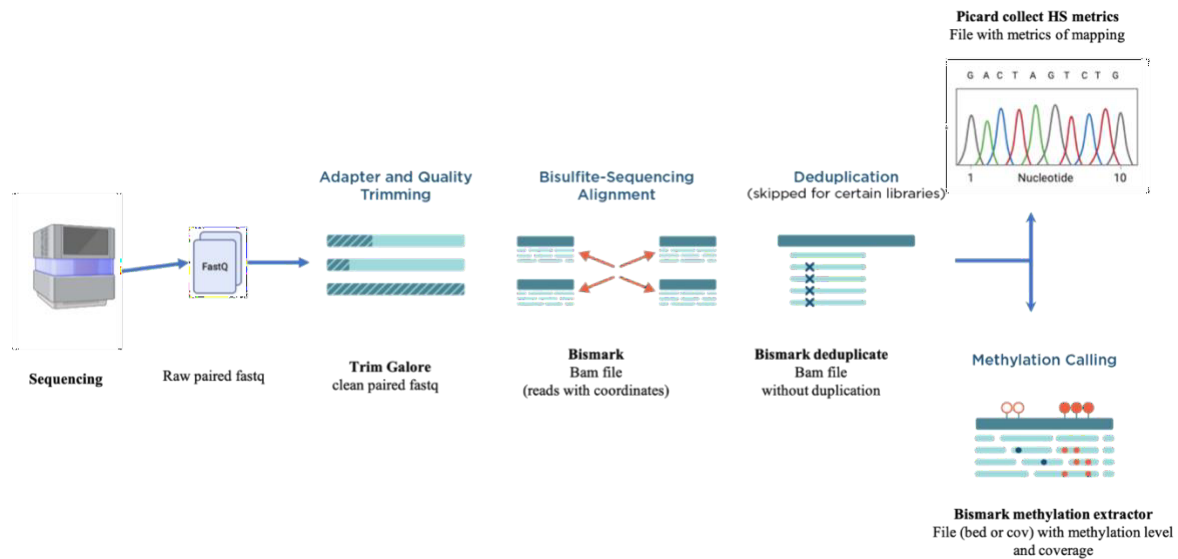 Picard collect HS metrics
File with metrics of mapping
G A C T A G T C T G
1 Nucleotide 10
Adapter and Quality
Trimming
Bisulfite-Sequencing
Alignment
Deduplication
(skipped for certain libraries)
FastQ
Sequencing
Raw paired fastq
Trim Galore
clean paired fastq
Bismark
Bam file
(reads with coordinates)
Bismark deduplicate
Bam file
without duplication
Methylation Calling
Bismark methylation extractor
File (bed or cov) with methylation level
and coverage